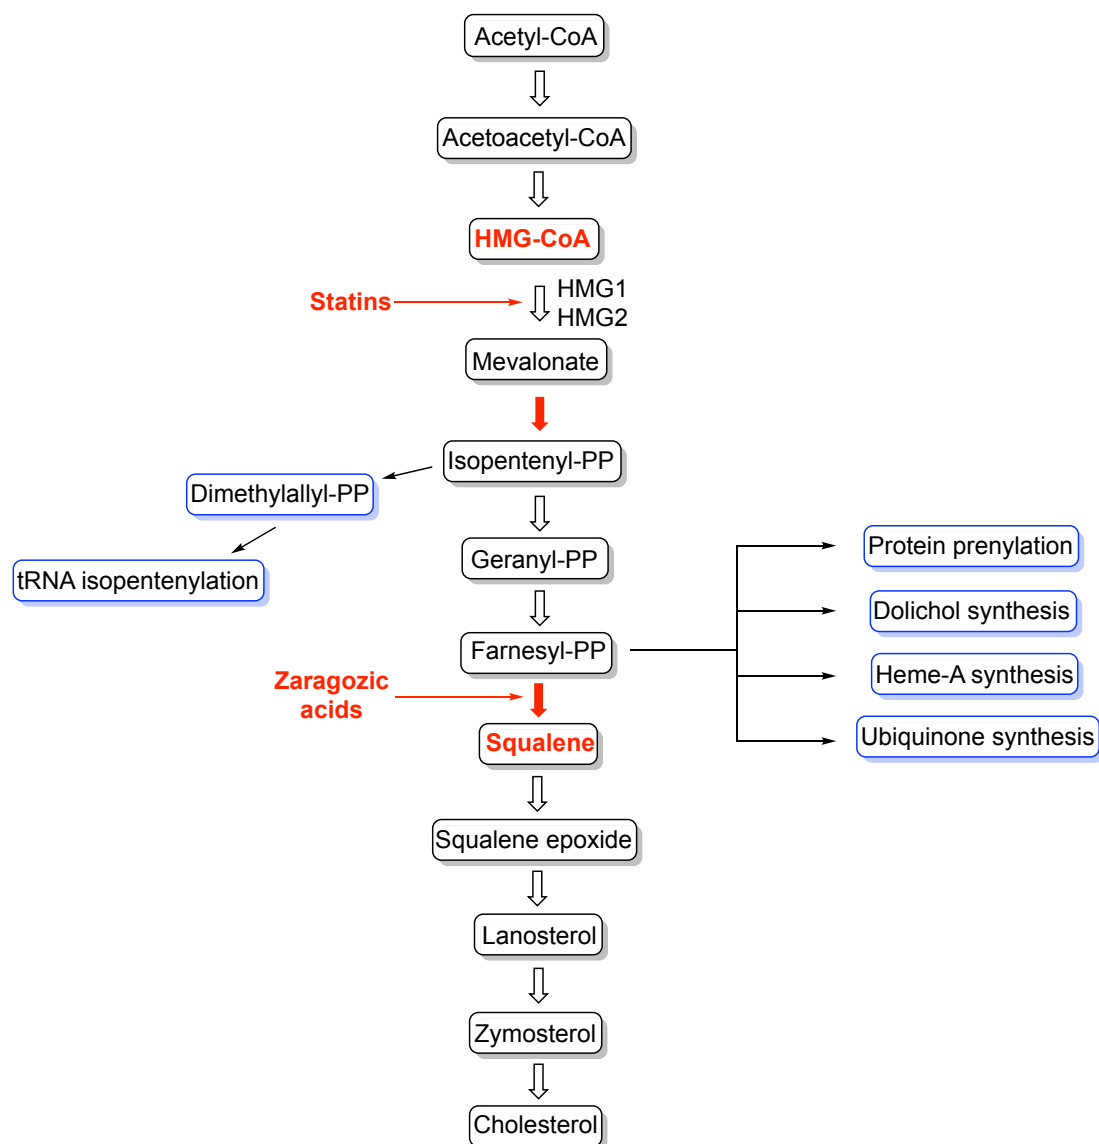 Acetyl-CoA
Acetoacetyl-CoA
HMG-CoA
Statins
HMG1
HMG2
Mevalonate
Isopentenyl-PP
Dimethylallyl-PP
tRNA isopentenylation
Geranyl-PP
Farnesyl-PP
Protein prenylation
Dolichol synthesis
Heme-A synthesis
Ubiquinone synthesis
Zaragozic
acids
Squalene
Squalene epoxide
Lanosterol
Zymosterol
Cholesterol